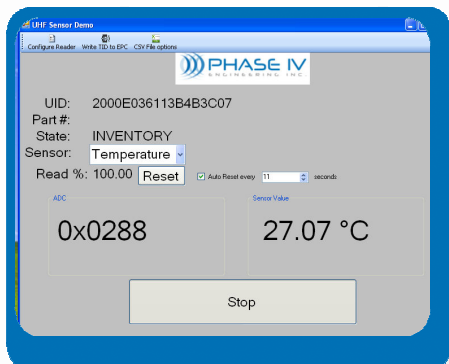 UHF Sensor Demo
Configure Reader Write TID to EPC CSV File options
PHASE IV
ENGINEERING INC.
UID: 2000E036113B4B3C07
Part #:
State: INVENTORY
Sensor: Temperature
Read %: 100.00 Reset Auto Reset every 11 seconds
ADC Sensor Value
0x0288 27.07 °C
Stop